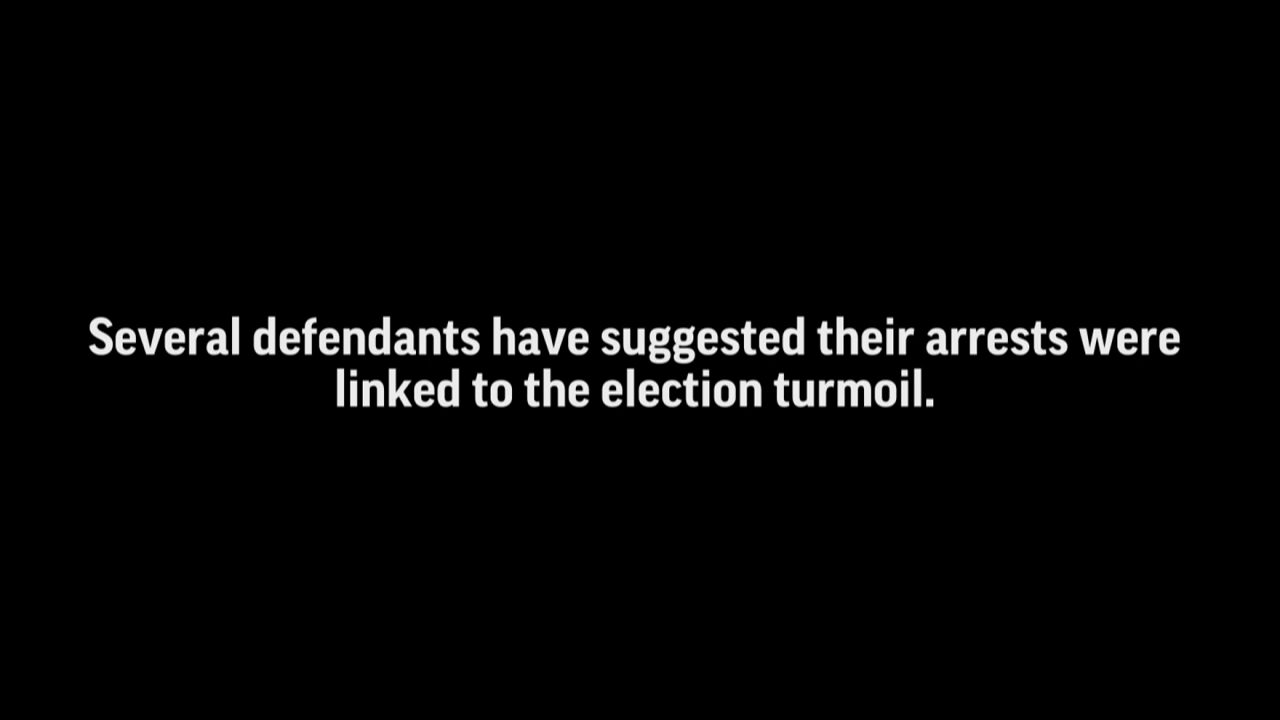 Several defendants have suggested their arrests were
linked to the election turmoil.